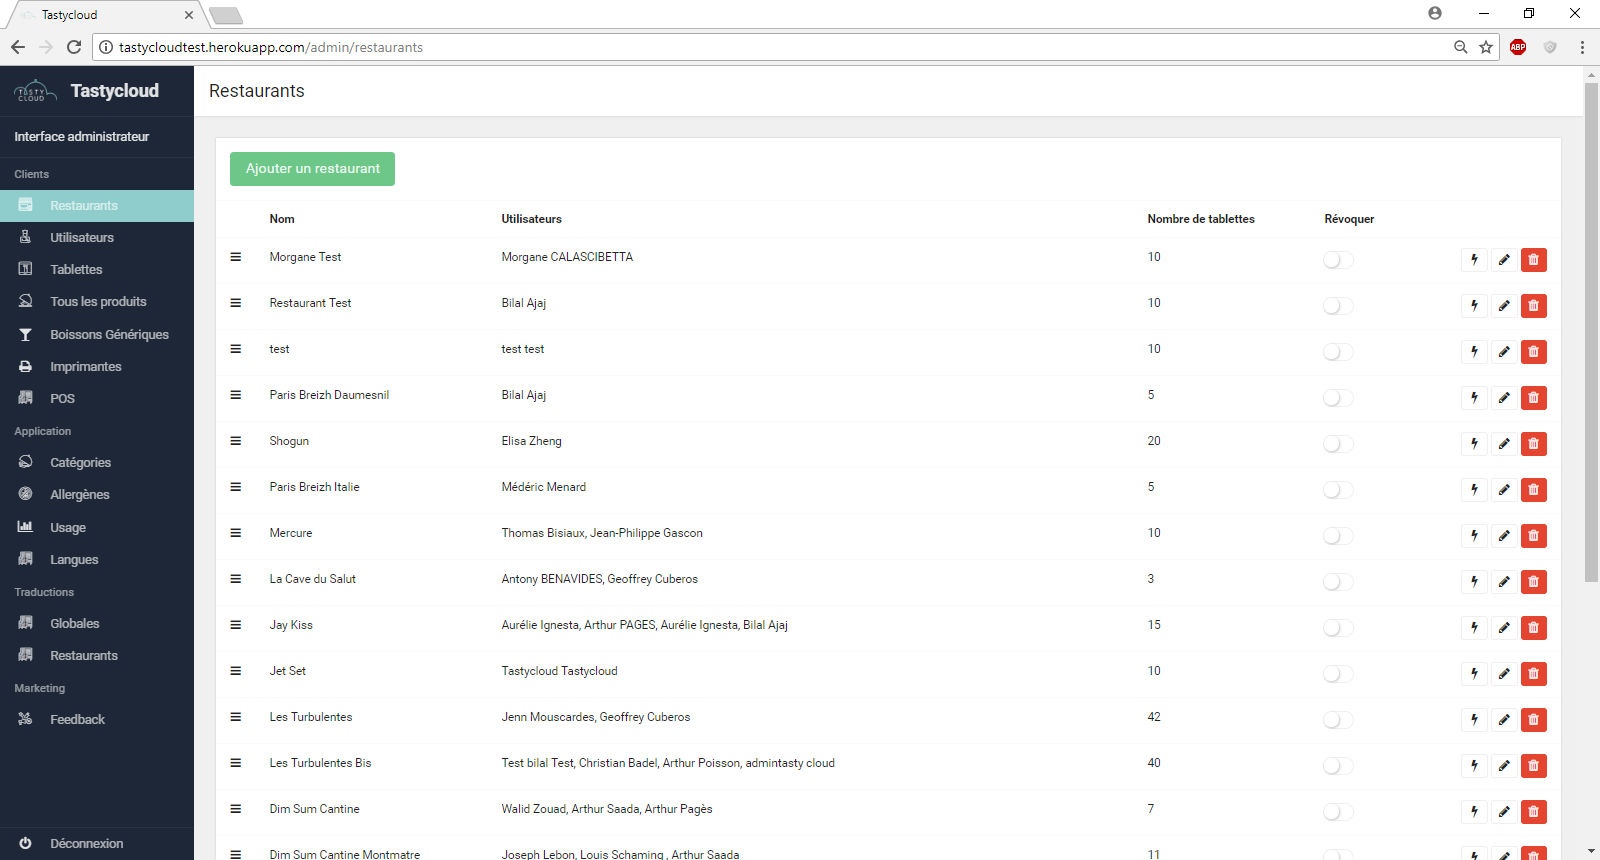 Tastycloud
tastycloudtest.herokuapp.com/admin/restaurants
ABP
TASTY
CLOUD
Tastycloud
Restaurants
Interface administrateur
Clients
Restaurants
Utilisateurs
Tablettes
Tous les produits
Boissons Génériques
Imprimantes
POS
Application
Catégories
Allergènes
Usage
Langues
Traductions
Globales
Restaurants
Marketing
Feedback
Déconnexion
Ajouter un restaurant
Nom Utilisateurs Nombre de tablettes Révoquer
Morgane Test Morgane CALASCIBETTA 10
Restaurant Test Bilal Ajaj 10
test test test 10
Paris Breizh Daumesnil Bilal Ajaj 5
Shogun Elisa Zheng 20
Paris Breizh Italie Médéric Menard 5
Mercure Thomas Bisiaux, Jean-Philippe Gascon 10
La Cave du Salut Antony BENAVIDES, Geoffrey Cuberos 3
Jay Kiss Aurélie Ignesta, Arthur PAGES, Aurélie Ignesta, Bilal Ajaj 15
Jet Set Tastycloud Tastycloud 10
Les Turbulentes Jenn Mouscardes, Geoffrey Cuberos 42
Les Turbulentes Bis Test bilal Test, Christian Badel, Arthur Poisson, admintasty cloud 40
Dim Sum Cantine Walid Zouad, Arthur Saada, Arthur Pagès 7
Dim Sum Cantine Montmatre Joseph Lebon, Louis Schaming , Arthur Saada 11